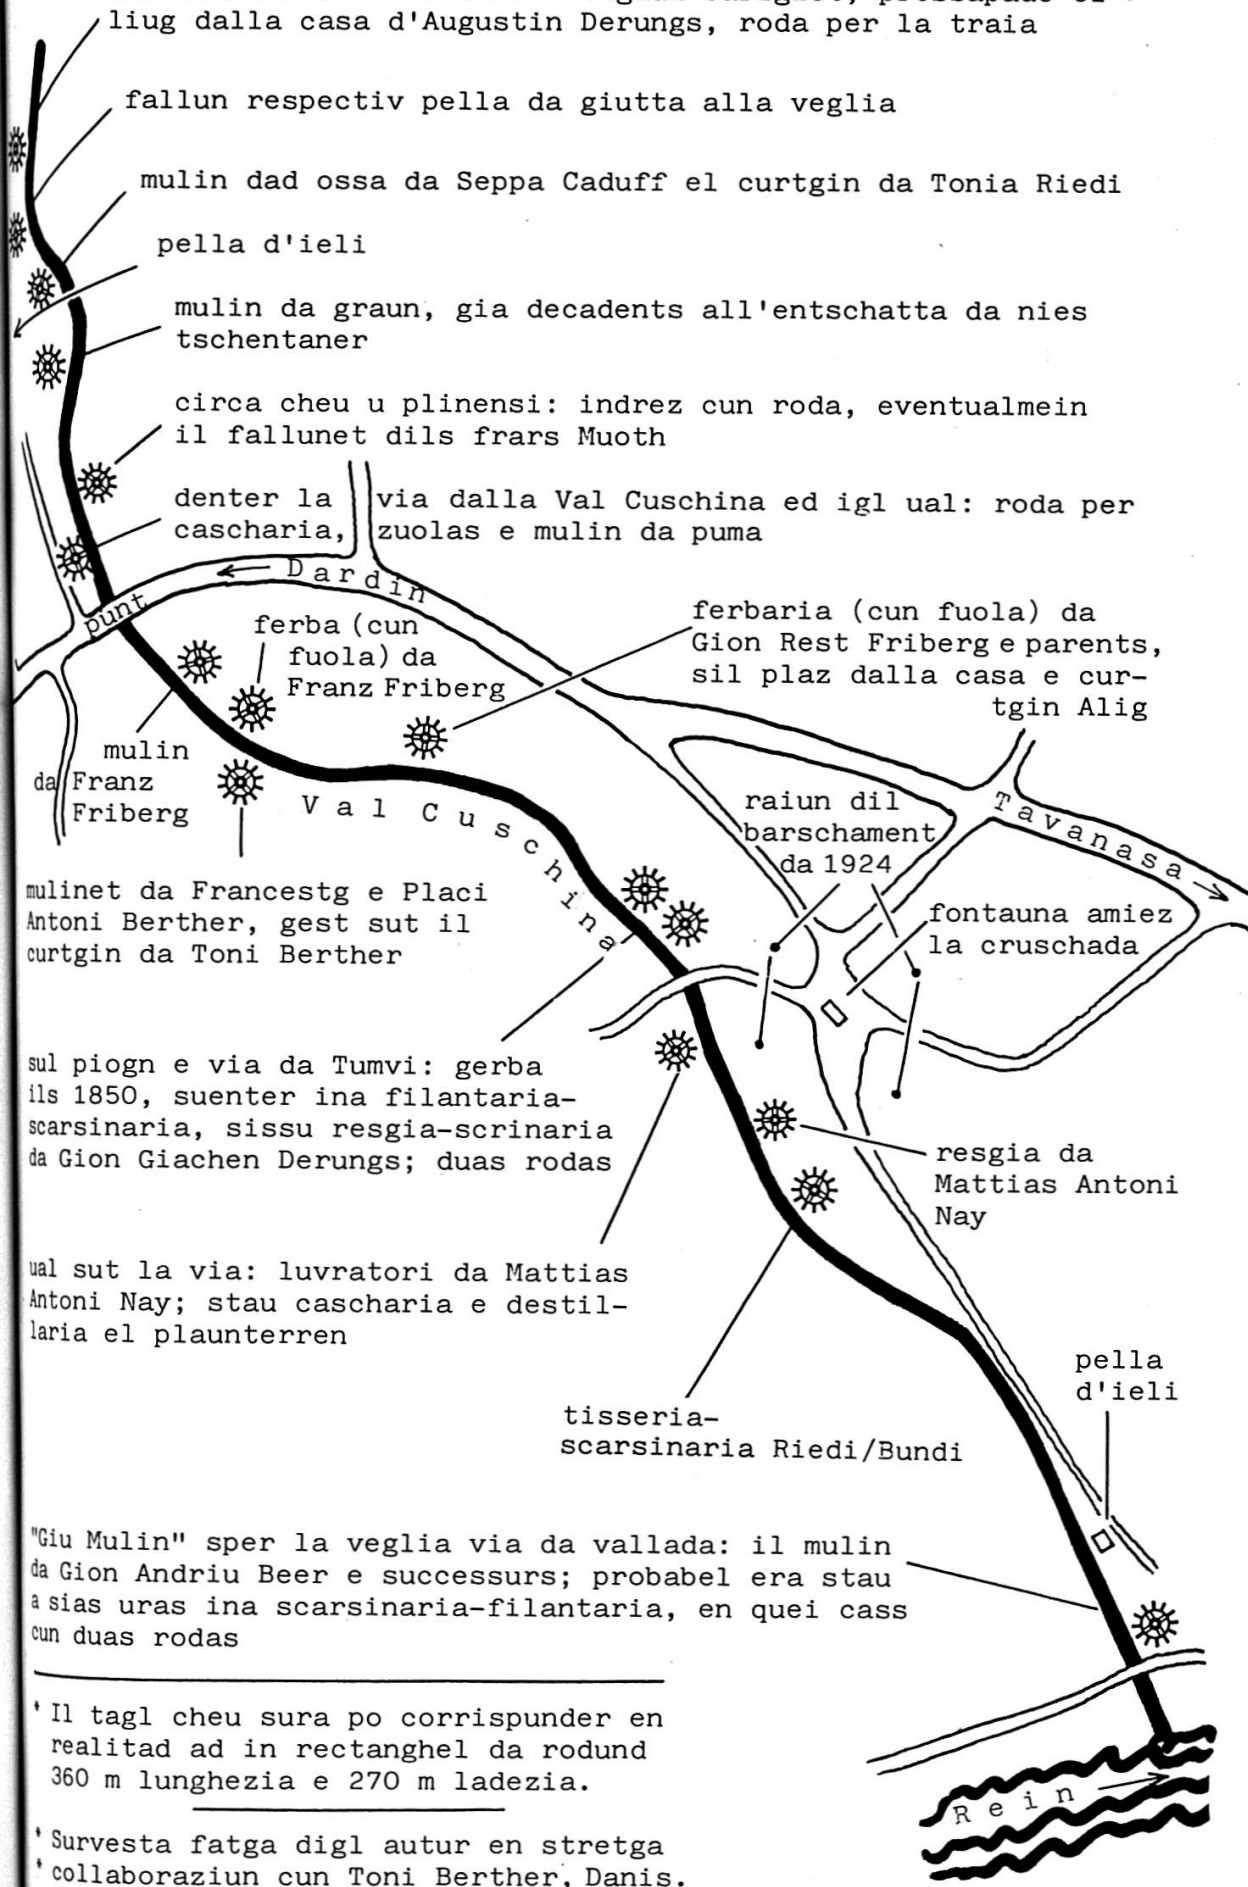 liug dalla casa d'Augustin Derungs, roda per la traia
fallun respectiv pella da giutta alla veglia
mulin dad ossa da Seppa Caduff el curtgin da Tonia Riedi
pella d'ieli
mulin da graun, gia decadents all'entschatta da nies
tschentaner
circa cheu u plinensi: indrez cun roda, eventualmein
il fallunet dils frars Muoth
denter la via dalla Val Cuschina ed igl ual: roda per
cascharia, zuolas e mulin da puma
Dardin
punt
ferba (cun
fuola) da
Franz Friberg
ferbaria (cun fuola) da
Gion Rest Friberg e parents,
sil plaz dalla casa e cur-
tgin Alig
mulin
da Franz
Friberg
Val Cuschina
raiun dil
barschament
da 1924
Tavanasa
fontauna amiez
la cruschada
mulinet da Francestg e Placi
Antoni Berther, gest sut il
curtgin da Toni Berther
sul piogn e via da Tumvi: gerba
ils 1850, suenter ina filantaria-
scarsinaria, sissu resgia-scrinaria
da Gion Giachen Derungs; duas rodas
resgia da
Mattias Antoni
Nay
ual sut la via: luvratori da Mattias
Antoni Nay; stau cascharia e destil-
laria el plaunterren
pella
d'ieli
tisseria-
scarsinaria Riedi/Bundi
"Giu Mulin" sper la veglia via da vallada: il mulin
da Gion Andriu Beer e successurs; probabel era stau
a sias uras ina scarsinaria-filantaria, en quei cass
cun duas rodas
Il tagl cheu sura po corrispunder en
realitad ad in rectanghel da rodund
360 m lunghezia e 270 m ladezia.
Rein
Survesta fatga digl autur en stretga
collaboraziun cun Toni Berther, Danis.